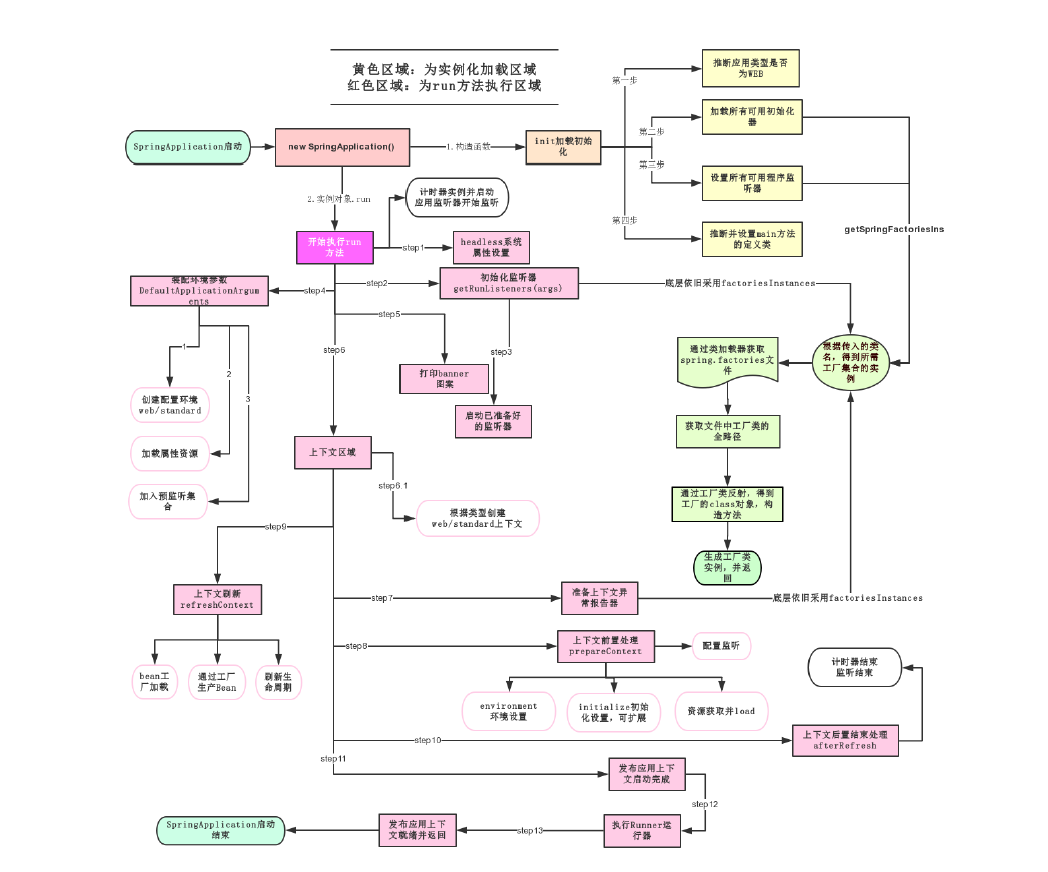 黄色区域：为实例化加载区域
红色区域：为run方法执行区域
推断应用类型是否
为WEB
第一步
加载所有可用初始化
器
第二步
SpringApplication启动
new SpringApplication()
1.构造函数
init加载初始
化
第三步
设置所有可用程序监
听器
2.实例对象.run
计时器实例并启动
应用监听器开始监听
第四步
推断并设置main方法
的定义类
getSpringFactoriesIns
开始执行run
方法
step1
headless系统
属性设置
装配环境参数
DefaultApplicationArgum
ents
step4
step2
初始化监听器
getRunListeners(args)
底层依旧采用factoriesInstances
step5
step6
step3
1
2
3
打印banner
图案
通过类加载器获取
spring.factories文
件
根据传入的类
名，得到所需
工厂集合的实
例
创建配置环境
web/standard
启动已准备好
的监听器
获取文件中工厂类的
全路径
加载属性资源
上下文区域
step6.1
加入预监听集
合
根据类型创建
web/standard上下文
通过工厂类反射，得到
工厂的class对象，构
造方法
step9
生成工厂类
实例，并返
回
上下文刷新
refreshContext
step7
准备上下文异
常报告器
底层依旧采用factoriesInstances
step8
上下文前置处理
prepareContext
配置监听
计时器结束
监听结束
bean工
厂加载
通过工厂
生产Bean
刷新生
命周期
environment
环境设置
initialize初始
化设置，可扩展
资源获取并load
step10
上下文后置结束处理
afterRefresh
step11
发布应用上下
文启动完成
step12
SpringApplication启动
结束
发布应用上下
文就绪并返回
step13
执行Runner运
行器